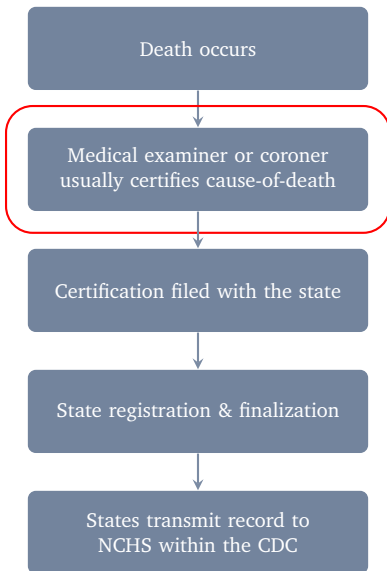 Death occurs
Medical examiner or coroner
usually certifies cause-of-death
Certification filed with the state
State registration & finalization
States transmit record to
NCHS within the CDC